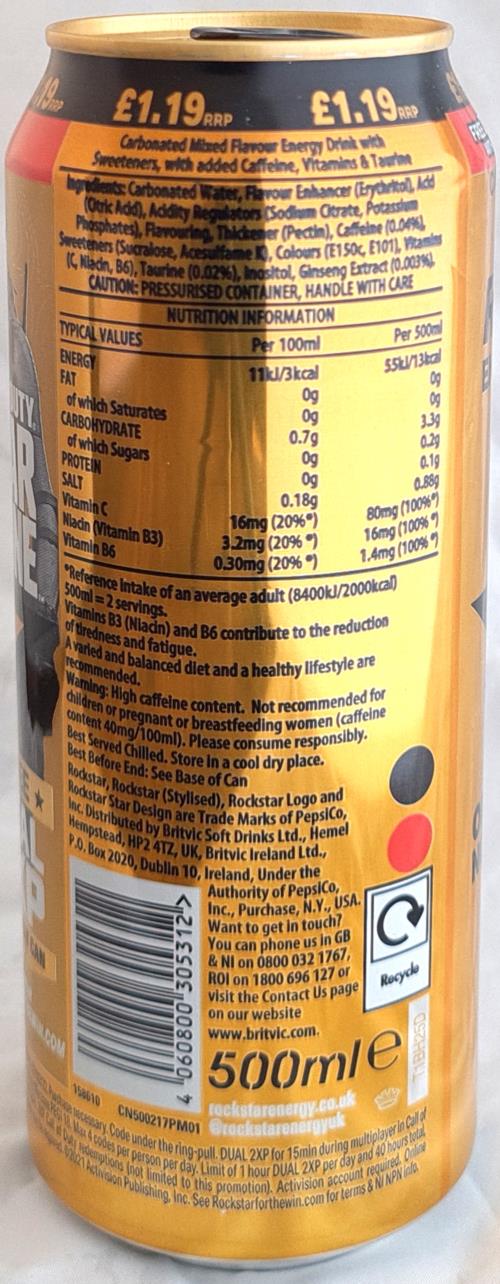 £1.19RRP £1.19RRP
Carbonated Mixed Flavour Energy Drink with
Sweeteners, with added Caffeine, Vitamins & Taurine
Ingredients: Carbonated Water, Flavour Enhancer (Erythritol), Acid
(Citric Acid), Acidity Regulators (Sodium Citrate, Potassium
Phosphates), Flavouring, Thickener (Pectin), Caffeine (0.04%),
Sweeteners (Sucralose, Acesulfame K), Colours (E150c, E101), Vitamins
(C, Niacin, B6), Taurine (0.02%), Inositol, Ginseng Extract (0.003%).
CAUTION: PRESSURISED CONTAINER, HANDLE WITH CARE
NUTRITION INFORMATION
TYPICAL VALUES Per 100ml Per 500ml
ENERGY 11kJ/3kcal 55kJ/13kcal
FAT 0g 0g
of which Saturates 0g 0g
CARBOHYDRATE 0.7g 3.3g
of which Sugars 0g 0.2g
PROTEIN 0g 0.1g
SALT 0.18g 0.88g
Vitamin C 16mg (20%*) 80mg (100%*)
Niacin (Vitamin B3) 3.2mg (20% *) 16mg (100% *)
Vitamin B6 0.30mg (20% *) 1.4mg (100% *)
*Reference Intake of an average adult (8400kJ/2000kcal)
500ml = 2 servings.
Vitamins B3 (Niacin) and B6 contribute to the reduction
of tiredness and fatigue.
A varied and balanced diet and a healthy lifestyle are
recommended.
Warning: High caffeine content. Not recommended for
children or pregnant or breastfeeding women (caffeine
content 40mg/100ml). Please consume responsibly.
Best Served Chilled. Store in a cool dry place.
Best Before End: See Base of Can
Rockstar, Rockstar (Stylised), Rockstar Logo and
Rockstar Star Design are Trade Marks of PepsiCo,
Inc. Distributed by Britvic Soft Drinks Ltd., Hemel
Hempstead, HP2 4TZ, UK, Britvic Ireland Ltd.,
P.O. Box 2020, Dublin 10, Ireland, Under the
Authority of PepsiCo,
Inc., Purchase, N.Y., USA.
Want to get in touch?
You can phone us in GB
& NI on 0800 032 1767,
ROI on 1800 696 127 or
visit the Contact Us page
on our website
www.britvic.com.
Recycle
4 060800 305312 >
500ml e
T1BH25D
158610 CN500217PM01
rockstarenergy.co.uk
@rockstarenergyuk
Purchase necessary. Code under the ring-pull. DUAL 2XP for 15min during multiplayer in Call of
Max 4 codes per person per day. Limit of 1 hour DUAL 2XP per day and 40 hours total
Call of Duty redemptions (not limited to this promotion). Activision account required. Online
©2021 Activision Publishing, Inc. See Rockstarforthewin.com for terms & NI NPN info.